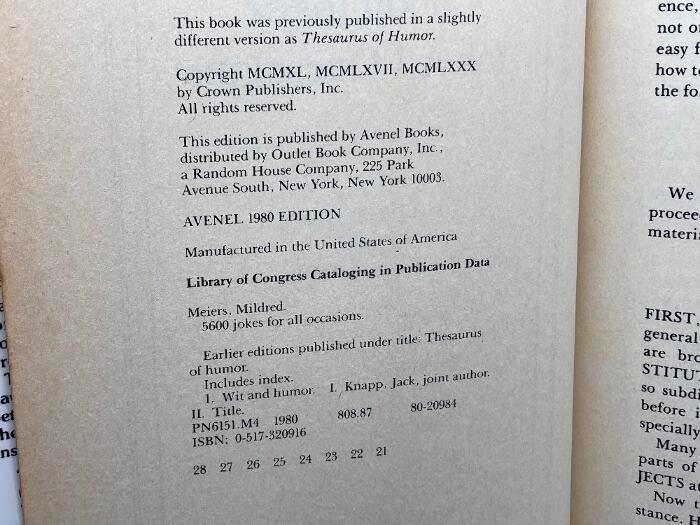 This book was previously published in a slightly
different version as Thesaurus of Humor.
Copyright MCMXL, MCMLXVII, MCMLXXX
by Crown Publishers, Inc.
All rights reserved.
This edition is published by Avenel Books,
distributed by Outlet Book Company, Inc.,
a Random House Company, 225 Park
Avenue South, New York, New York 10003.
AVENEL 1980 EDITION
Manufactured in the United States of America
Library of Congress Cataloging in Publication Data
Meiers, Mildred.
5600 jokes for all occasions.
Earlier editions published under title: Thesaurus
of humor.
Includes index.
1. Wit and humor. I. Knapp, Jack, joint author.
II. Title.
PN6151.M4 1980 808.87 80-20984
ISBN: 0-517-320916
28 27 26 25 24 23 22 21
ence,
not o
easy f
how to
the fo
We
procee
materia
FIRST,
general
are bro
STITUT
so subdi
before i
specially
Many
parts of
JECTS at
Now t
stance, H